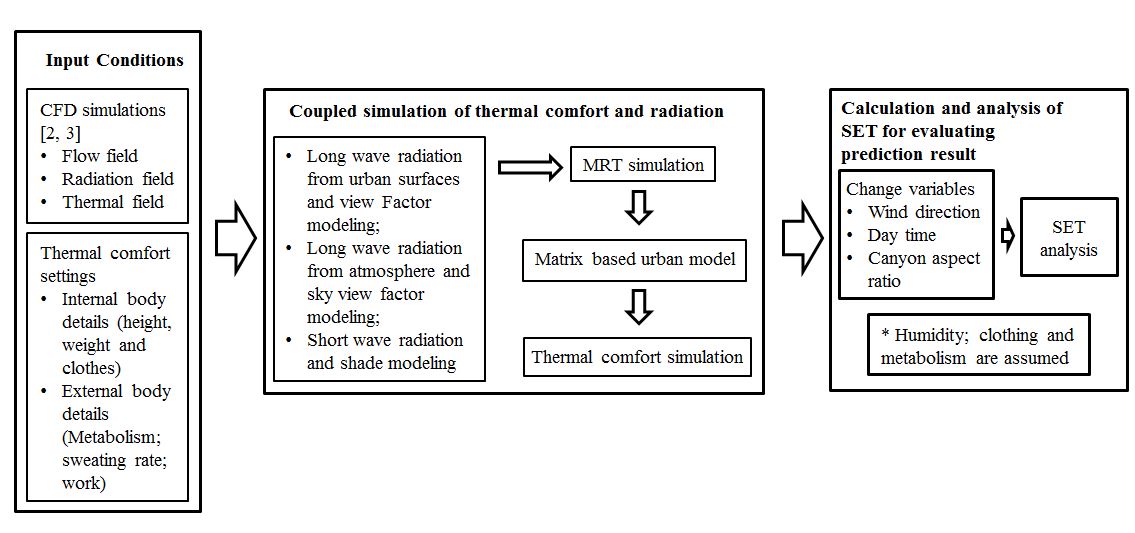 Input Conditions
CFD simulations
[2, 3]
• Flow field
• Radiation field
• Thermal field
Thermal comfort
settings
• Internal body
details (height,
weight and
clothes)
• External body
details
(Metabolism;
sweating rate;
work)
Coupled simulation of thermal comfort and radiation
• Long wave radiation
from urban surfaces
and view Factor
modeling;
• Long wave radiation
from atmosphere and
sky view factor
modeling;
• Short wave radiation
and shade modeling
MRT simulation
Matrix based urban model
Thermal comfort simulation
Calculation and analysis of
SET for evaluating
prediction result
Change variables
• Wind direction
• Day time
• Canyon aspect
ratio
SET
analysis
* Humidity; clothing and
metabolism are assumed